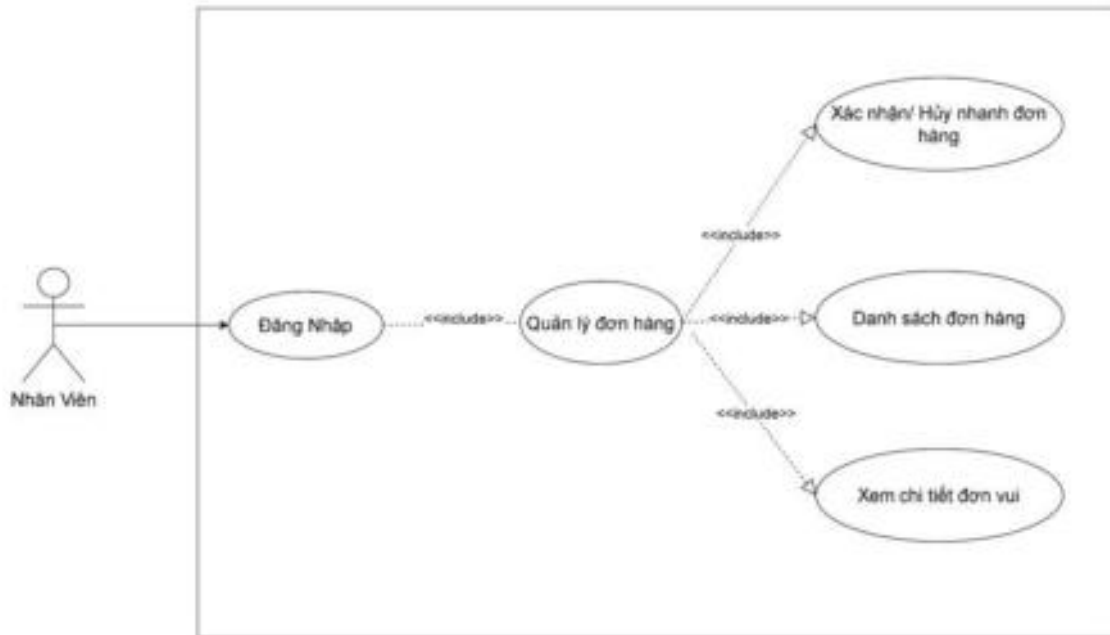 Xác nhận/ Hủy nhanh đơn
hàng
<<include>>
Đăng Nhập
<<include>>
Quản lý đơn hàng
<<include>>
Danh sách đơn hàng
Nhân Viên
<<include>>
Xem chi tiết đơn vui